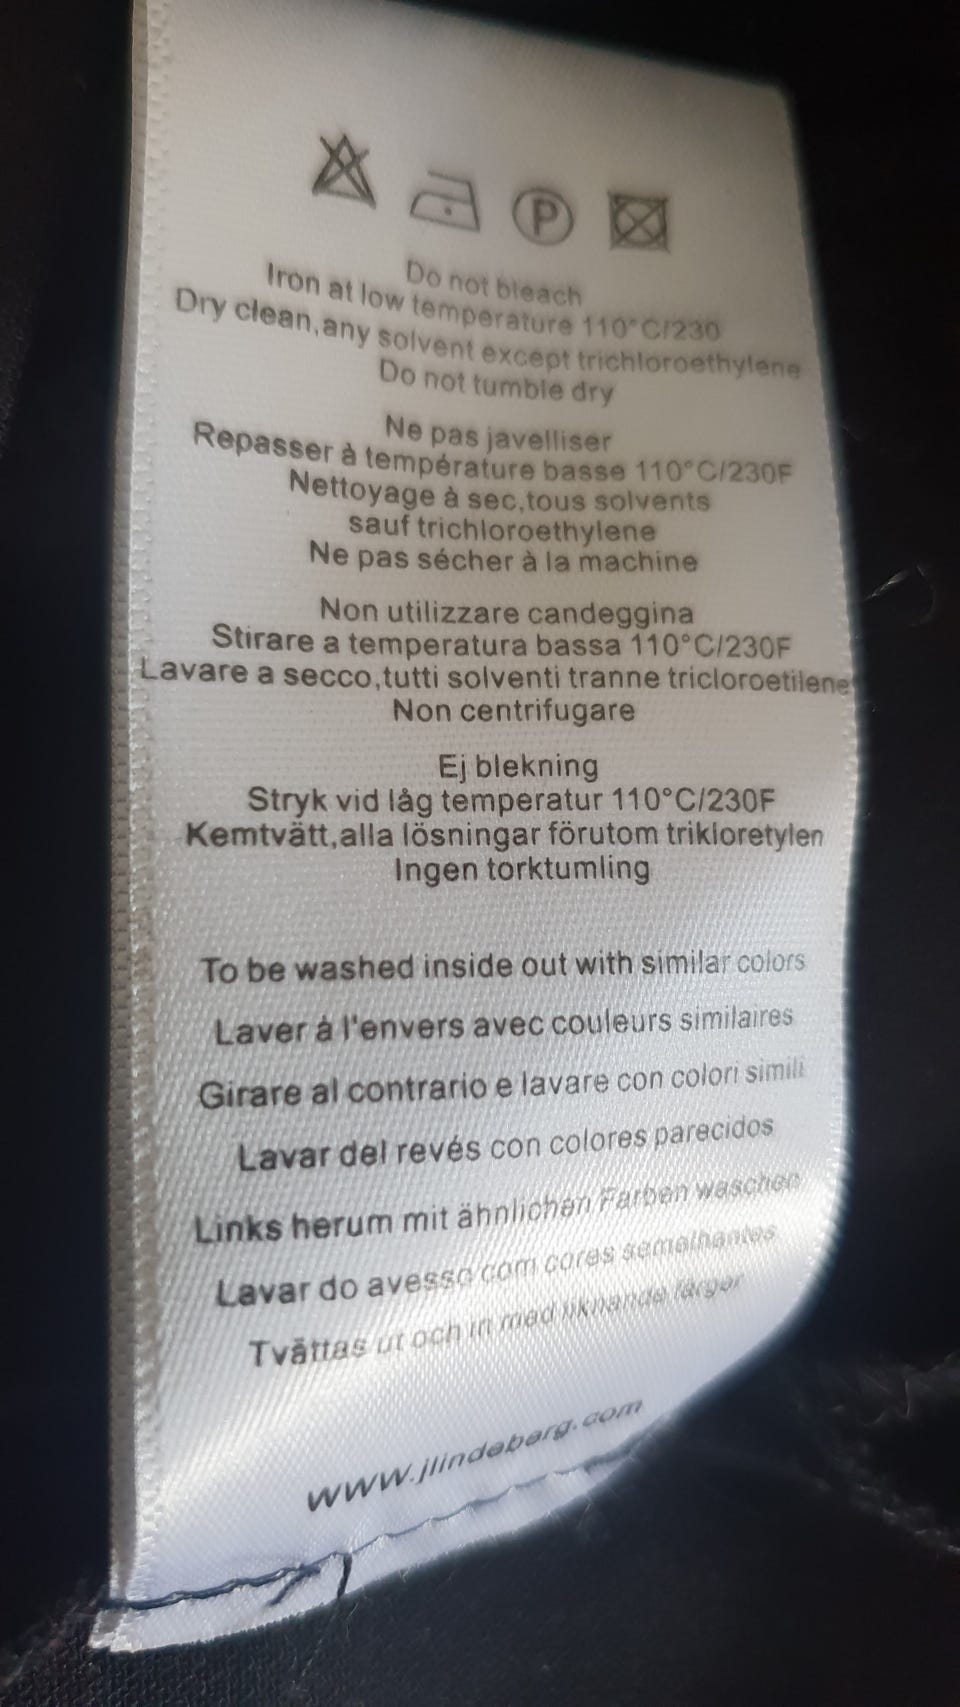 P
Do not bleach
Iron at low temperature 110°C/230
Dry clean,any solvent except trichloroethylene
Do not tumble dry
Ne pas javelliser
Repasser à température basse 110°C/230F
Nettoyage à sec,tous solvents
sauf trichloroethylene
Ne pas sécher à la machine
Non utilizzare candeggina
Stirare a temperatura bassa 110°C/230F
Lavare a secco,tutti solventi tranne tricloroetilene
Non centrifugare
Ej blekning
Stryk vid låg temperatur 110°C/230F
Kemtvätt,alla lösningar förutom trikloretylen
Ingen torktumling
To be washed inside out with similar colors
Laver à l'envers avec couleurs similaires
Girare al contrario e lavare con colori simili
Lavar del revés con colores parecidos
Links herum mit ähnlichen Farben waschen
Lavar do avesso com cores semelhantes
Tvättas ut och in med liknande färger
www.jlindeberg.com